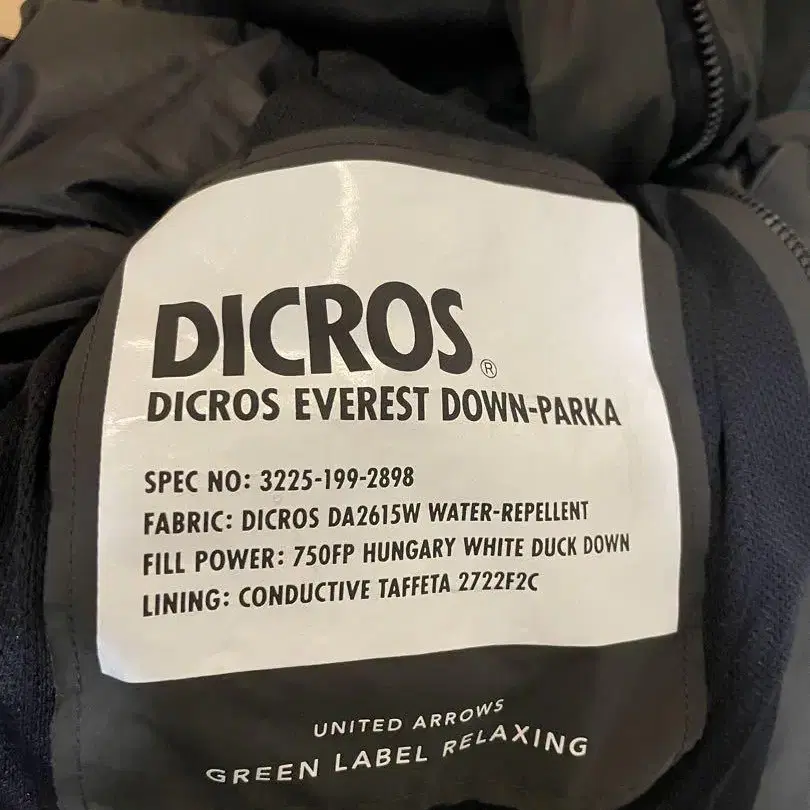 DICROS®
DICROS EVEREST DOWN-PARKA
SPEC NO: 3225-199-2898
FABRIC: DICROS DA2615W WATER-REPELLENT
FILL POWER: 750FP HUNGARY WHITE DUCK DOWN
LINING: CONDUCTIVE TAFFETA 2722F2C
UNITED ARROWS
GREEN LABEL RELAXING